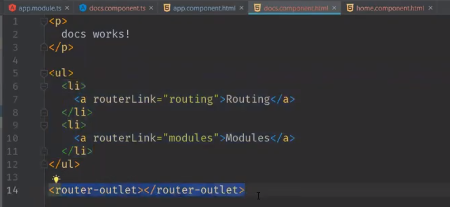 app.module.ts docs.component.ts app.component.html docs.component.html home.component.html
1 <p>
2 docs works!
3 </p>
4
5 <ul>
6 <li>
7 <a routerLink="routing">Routing</a>
8 </li>
9 <li>
10 <a routerLink="modules">Modules</a>
11 </li>
12 </ul>
13
14 <router-outlet></router-outlet>